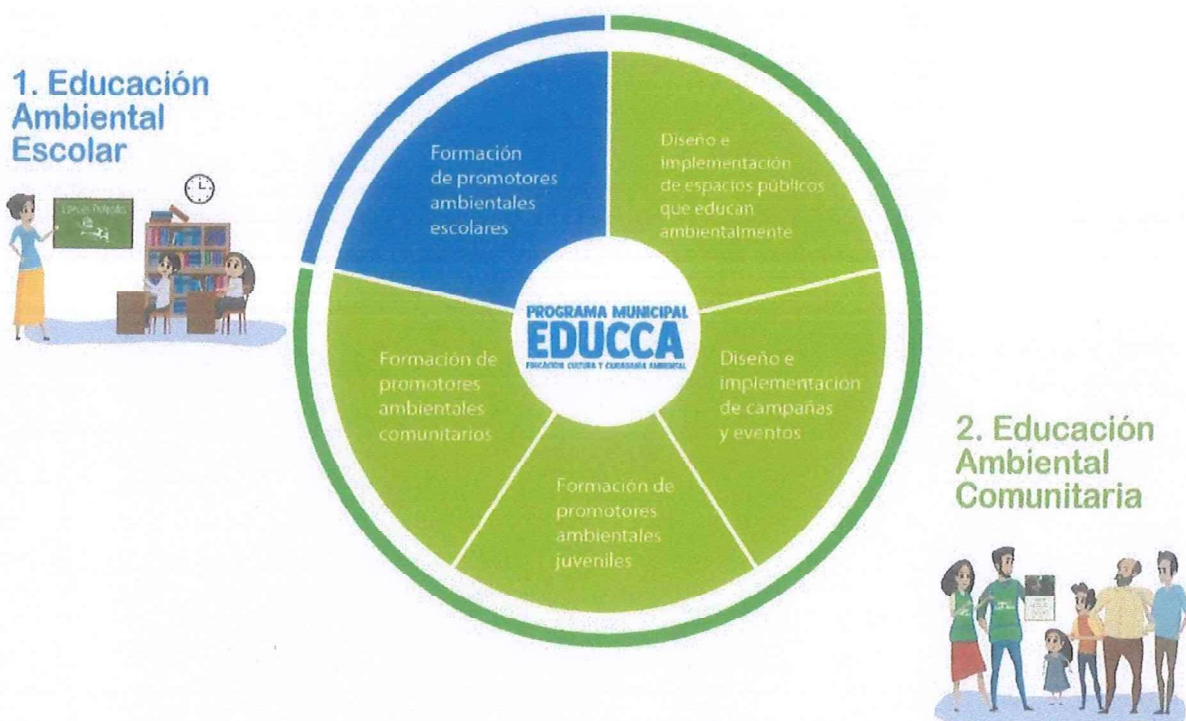 1. Educación
Ambiental
Escolar
Formación
de promotores
ambientales
escolares
Diseño e
implementación
de espacios públicos
que educan
ambientalmente
PROGRAMA MUNICIPAL
EDUCCA
EDUCACIÓN, CULTURA Y CIUDADANÍA AMBIENTAL
Formación de
promotores
ambientales
comunitarios
Diseño e
implementación
de campañas
y eventos
Formación de
promotores
ambientales
juveniles
2. Educación
Ambiental
Comunitaria